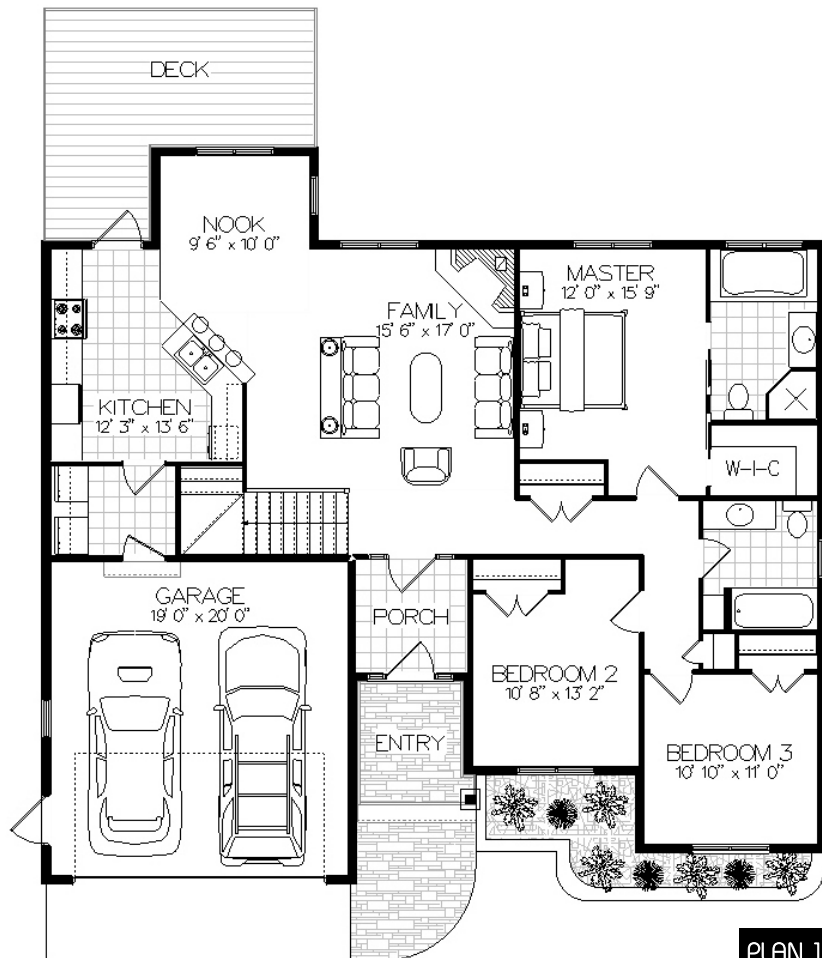 DECK
NOOK
9' 6" x 10' 0"
MASTER
12' 0" x 15' 9"
FAMILY
15' 6" x 17' 0"
KITCHEN
12' 3" x 13' 6"
W-I-C
GARAGE
19' 0" x 20' 0"
PORCH
BEDROOM 2
10' 8" x 13' 2"
ENTRY
BEDROOM 3
10' 10" x 11' 0"
PLAN 1